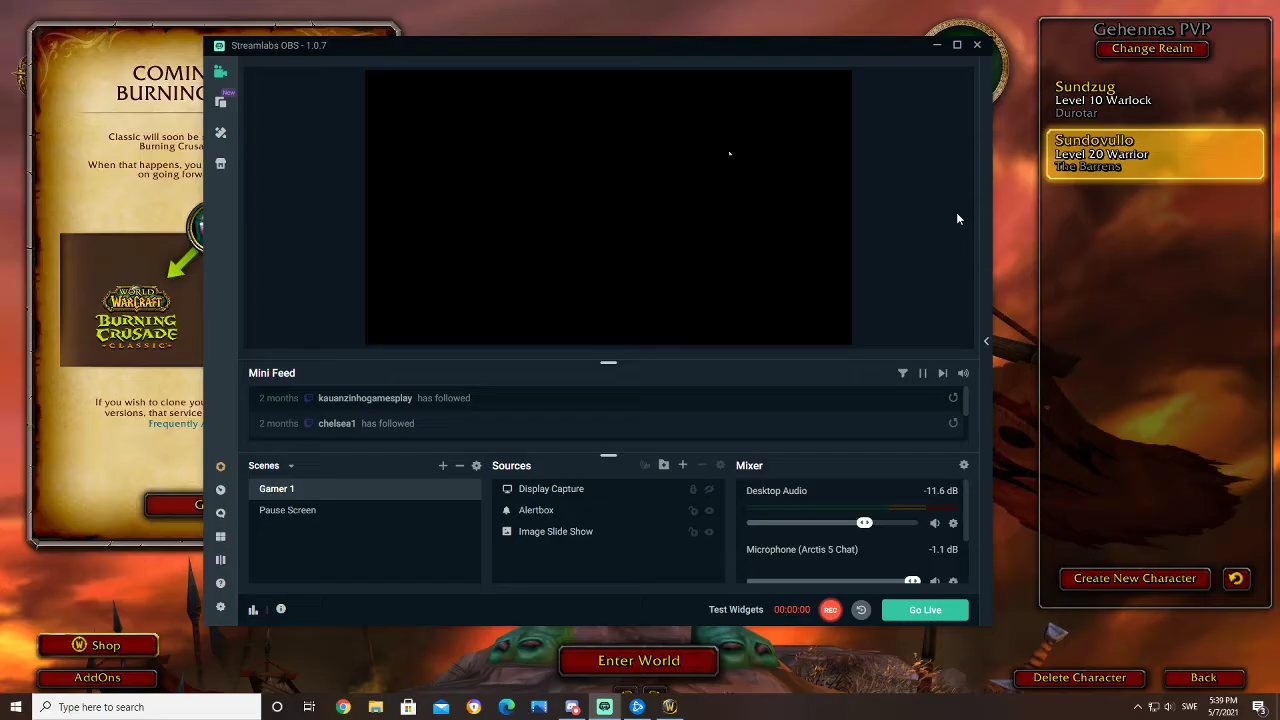 Streamlabs OBS - 1.0.7
Gehennas PVP
Change Realm
Sundzug
Level 10 Warlock
Durotar
Sundovullo
Level 20 Warrior
The Barrens
COMIN
BURNING
Classic will soon be
Burning Crusa
When that happens, you
on going forw
WORLD
WARCRAFT
BURNING
CRUSADE
CLASSIC
If you wish to clone you
versions, that service
Frequently A
G
New
Mini Feed
2 months kauanzinhogamesplay has followed
2 months chelsea1 has followed
Scenes
Gamer 1
Pause Screen
Sources
Display Capture
Alertbox
Image Slide Show
Mixer
Desktop Audio -11.6 dB
Microphone (Arctis 5 Chat) -1.1 dB
Test Widgets 00:00:00 REC Go Live
Create New Character
Shop
AddOns
Enter World
Delete Character
Back
Type here to search
SWE
5:39 PM
5/7/2021